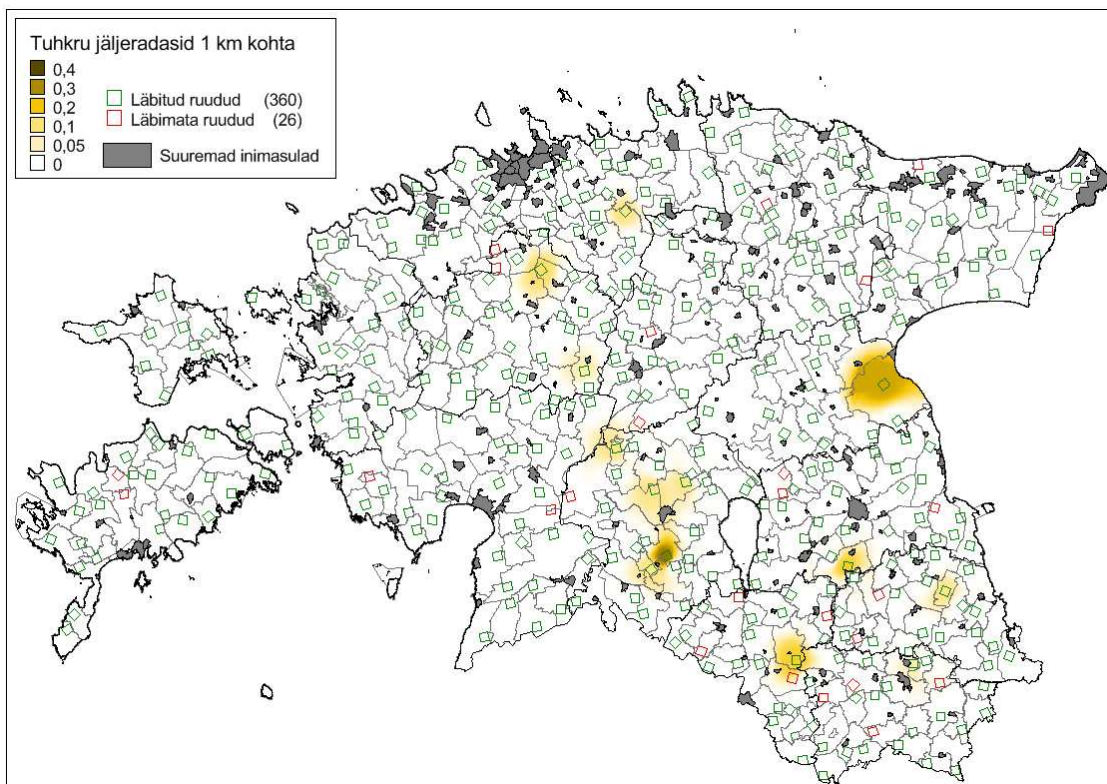 Tuhkru jäljeradasid 1 km kohta
0,4
0,3
0,2
0,1
0,05
0
Läbitud ruudud (360)
Läbimata ruudud (26)
Suuremad inimasulad